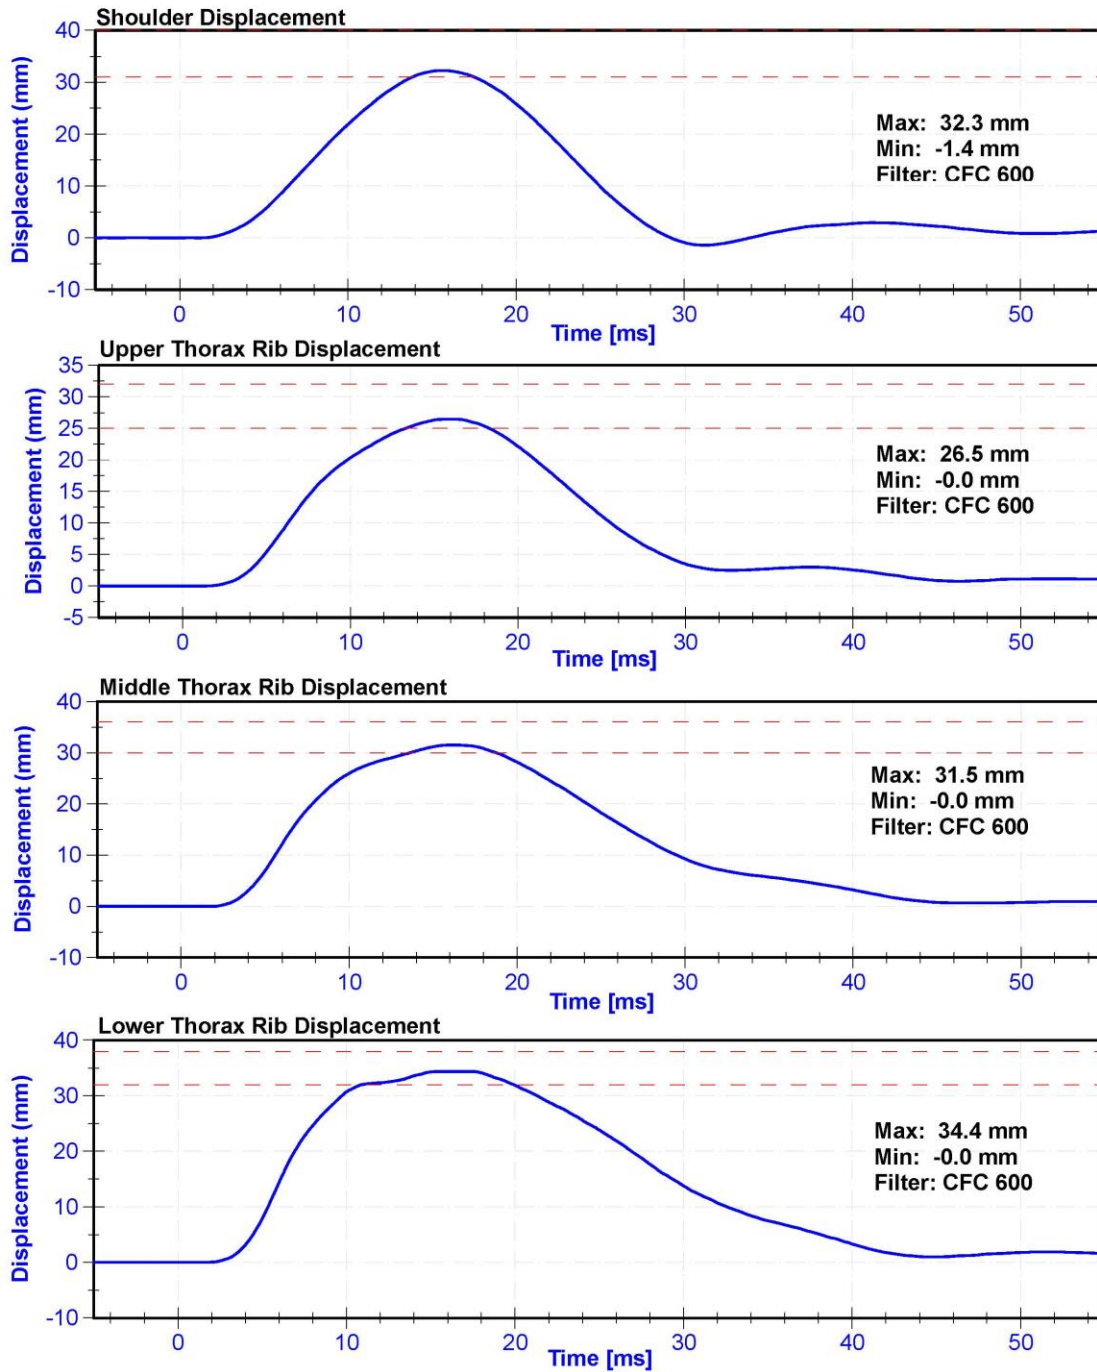 Shoulder Displacement
40
30
20
10
0
-10
Displacement (mm)
Max: 32.3 mm
Min: -1.4 mm
Filter: CFC 600
0 10 20 30 40 50
Time [ms]
Upper Thorax Rib Displacement
35
30
25
20
15
10
5
0
-5
Displacement (mm)
Max: 26.5 mm
Min: -0.0 mm
Filter: CFC 600
0 10 20 30 40 50
Time [ms]
Middle Thorax Rib Displacement
40
30
20
10
0
-10
Displacement (mm)
Max: 31.5 mm
Min: -0.0 mm
Filter: CFC 600
0 10 20 30 40 50
Time [ms]
Lower Thorax Rib Displacement
40
30
20
10
0
-10
Displacement (mm)
Max: 34.4 mm
Min: -0.0 mm
Filter: CFC 600
0 10 20 30 40 50
Time [ms]